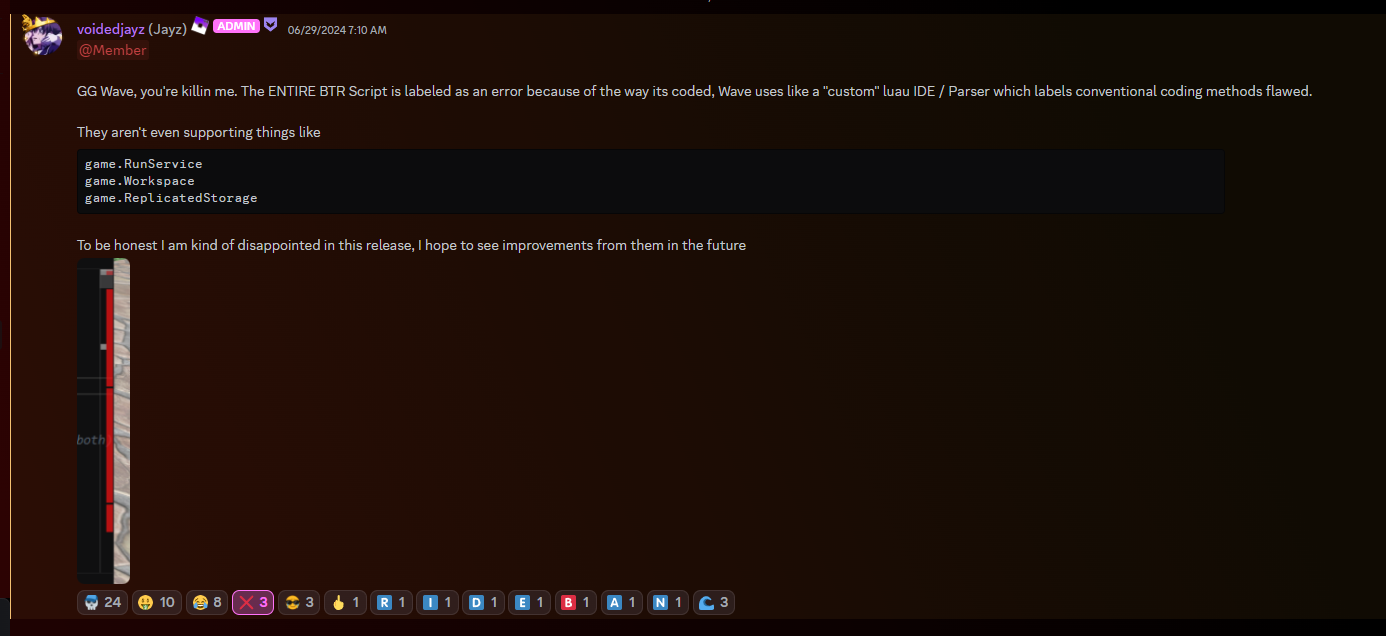 voidedjayz (Jayz) ADMIN 06/29/2024 7:10 AM
@Member
GG Wave, you're killin me. The ENTIRE BTR Script is labeled as an error because of the way its coded, Wave uses like a "custom" luau IDE / Parser which labels conventional coding methods flawed.
They aren't even supporting things like
game.RunService
game.Workspace
game.ReplicatedStorage
To be honest I am kind of disappointed in this release, I hope to see improvements from them in the future
both
24 10 8 3 3 1 R 1 I 1 D 1 E 1 B 1 A 1 N 1 3